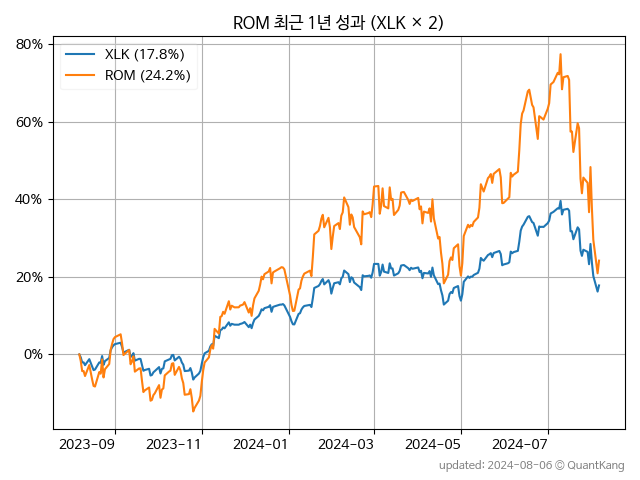 ROM 최근 1년 성과 (XLK × 2)
XLK (17.8%)
ROM (24.2%)
80%
60%
40%
20%
0%
2023-09 2023-11 2024-01 2024-03 2024-05 2024-07
updated: 2024-08-06 © QuantKang